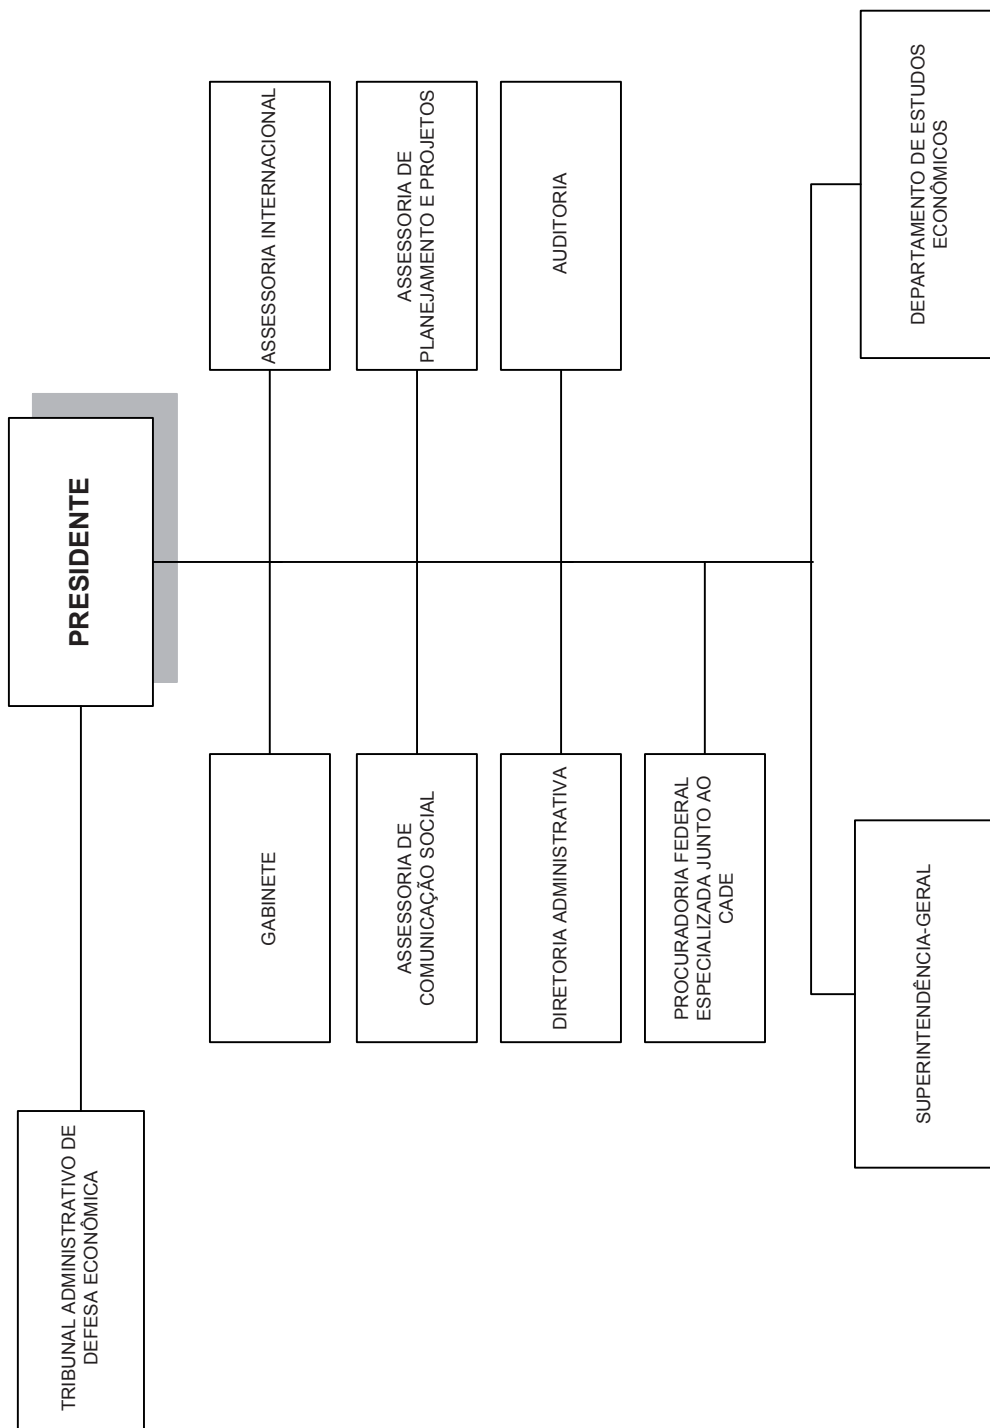 PRESIDENTE
TRIBUNAL ADMINISTRATIVO DE
DEFESA ECONÔMICA
GABINETE
ASSESSORIA INTERNACIONAL
ASSESSORIA DE
COMUNICAÇÃO SOCIAL
ASSESSORIA DE
PLANEJAMENTO E PROJETOS
DIRETORIA ADMINISTRATIVA
AUDITORIA
PROCURADORIA FEDERAL
ESPECIALIZADA JUNTO AO
CADE
SUPERINTENDÊNCIA-GERAL
DEPARTAMENTO DE ESTUDOS
ECONÔMICOS